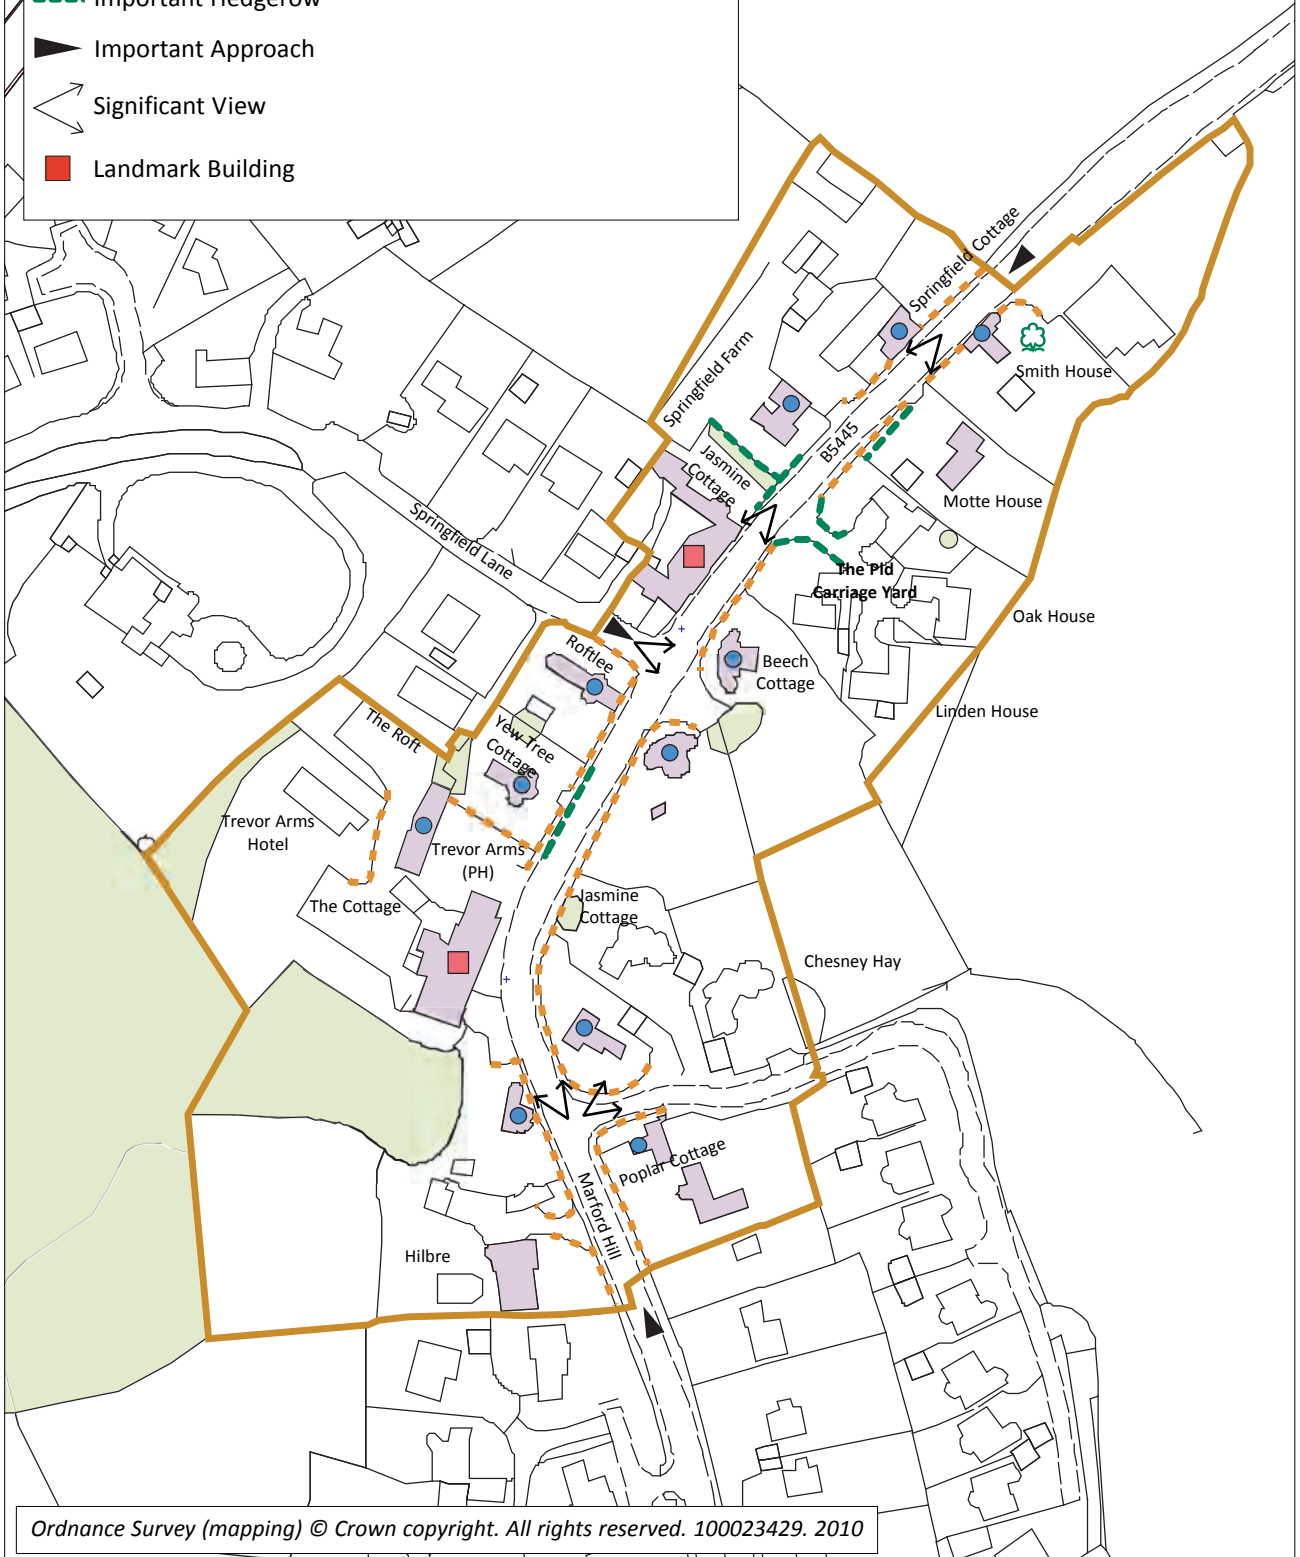 Important Hedgerow
Important Approach
Significant View
Landmark Building
Springfield Cottage
Smith House
Springfield Farm
B5445
Jasmine
Cottage
Motte House
Springfield Lane
The Pld
Carriage Yard
Oak House
Roftlee
Beech
Cottage
Linden House
The Roft
Yew Tree
Cottage
Trevor Arms
Hotel
Trevor Arms
(PH)
The Cottage
Jasmine
Cottage
Chesney Hay
Poplar Cottage
Marford Hill
Hilbre
Ordnance Survey (mapping) © Crown copyright. All rights reserved. 100023429. 2010